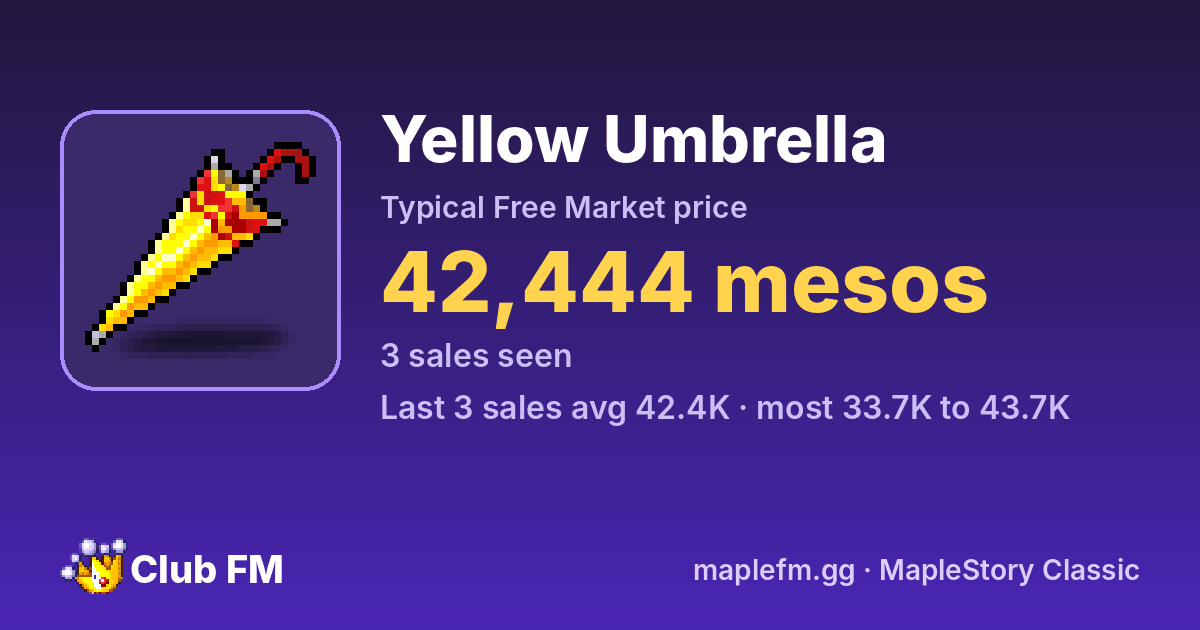 Yellow Umbrella
Typical Free Market price
42,444 mesos
3 sales seen
Last 3 sales avg 42.4K · most 33.7K to 43.7K
Club FM
maplefm.gg · MapleStory Classic